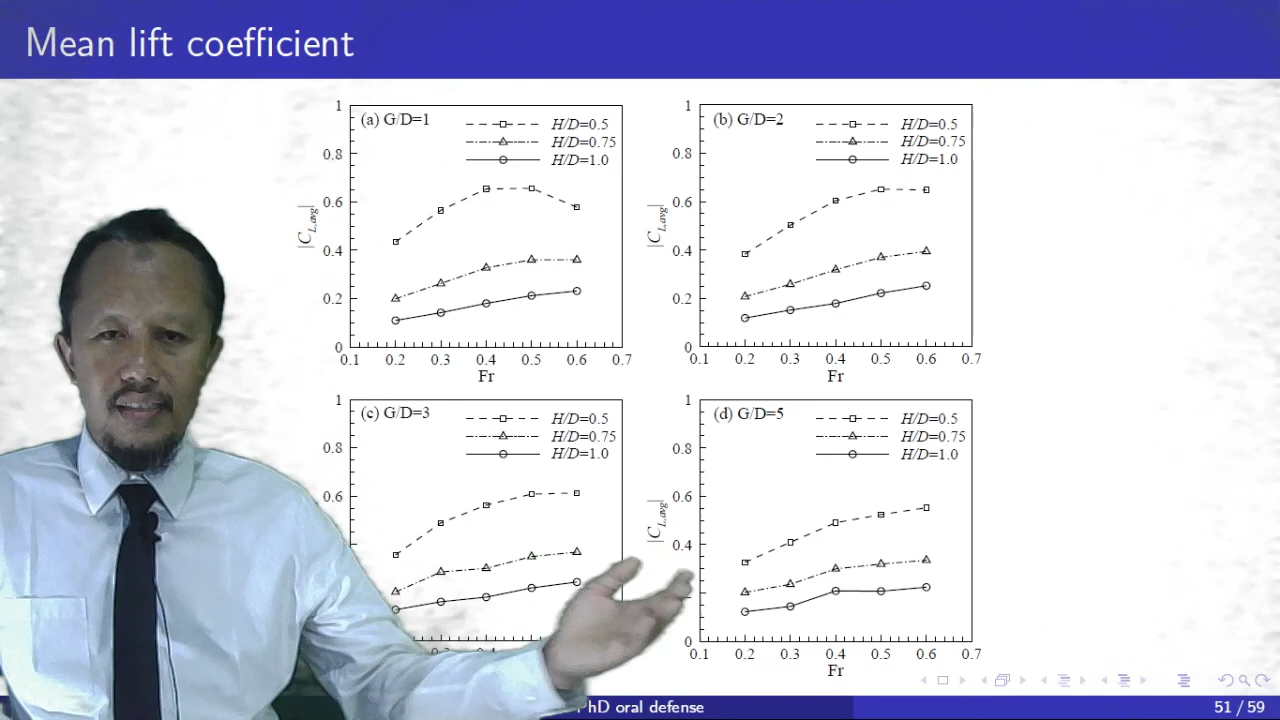 Mean lift coefficient
(a) G/D=1
H/D=0.5
H/D=0.75
H/D=1.0
1
0.8
0.6
0.4
0.2
0
|C_L,avg|
0.1 0.2 0.3 0.4 0.5 0.6 0.7
Fr
(b) G/D=2
H/D=0.5
H/D=0.75
H/D=1.0
1
0.8
0.6
0.4
0.2
0
|C_L,avg|
0.1 0.2 0.3 0.4 0.5 0.6 0.7
Fr
(c) G/D=3
H/D=0.5
H/D=0.75
H/D=1.0
1
0.8
0.6
(d) G/D=5
H/D=0.5
H/D=0.75
H/D=1.0
1
0.8
0.6
0.4
0
|C_L,avg|
0.1 0.2 0.3 0.4 0.5 0.6 0.7
Fr
PhD oral defense
51 / 59